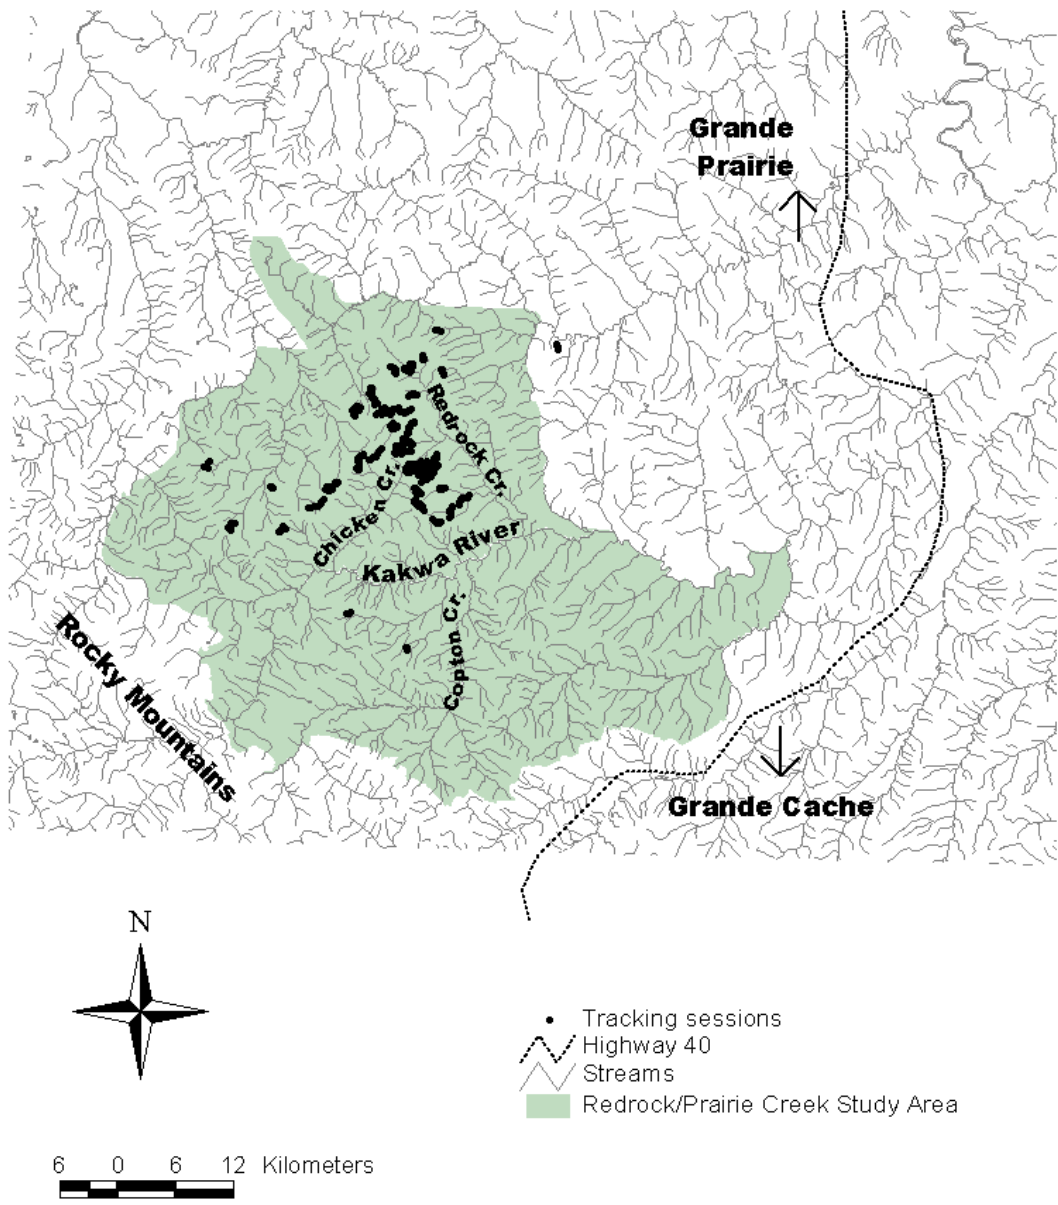 Grande
Prairie
Redrock Cr.
Chicken Cr.
Kakwa River
Copton Cr.
Rocky Mountains
Grande Cache
N
Tracking sessions
Highway 40
Streams
Redrock/Prairie Creek Study Area
6 0 6 12 Kilometers